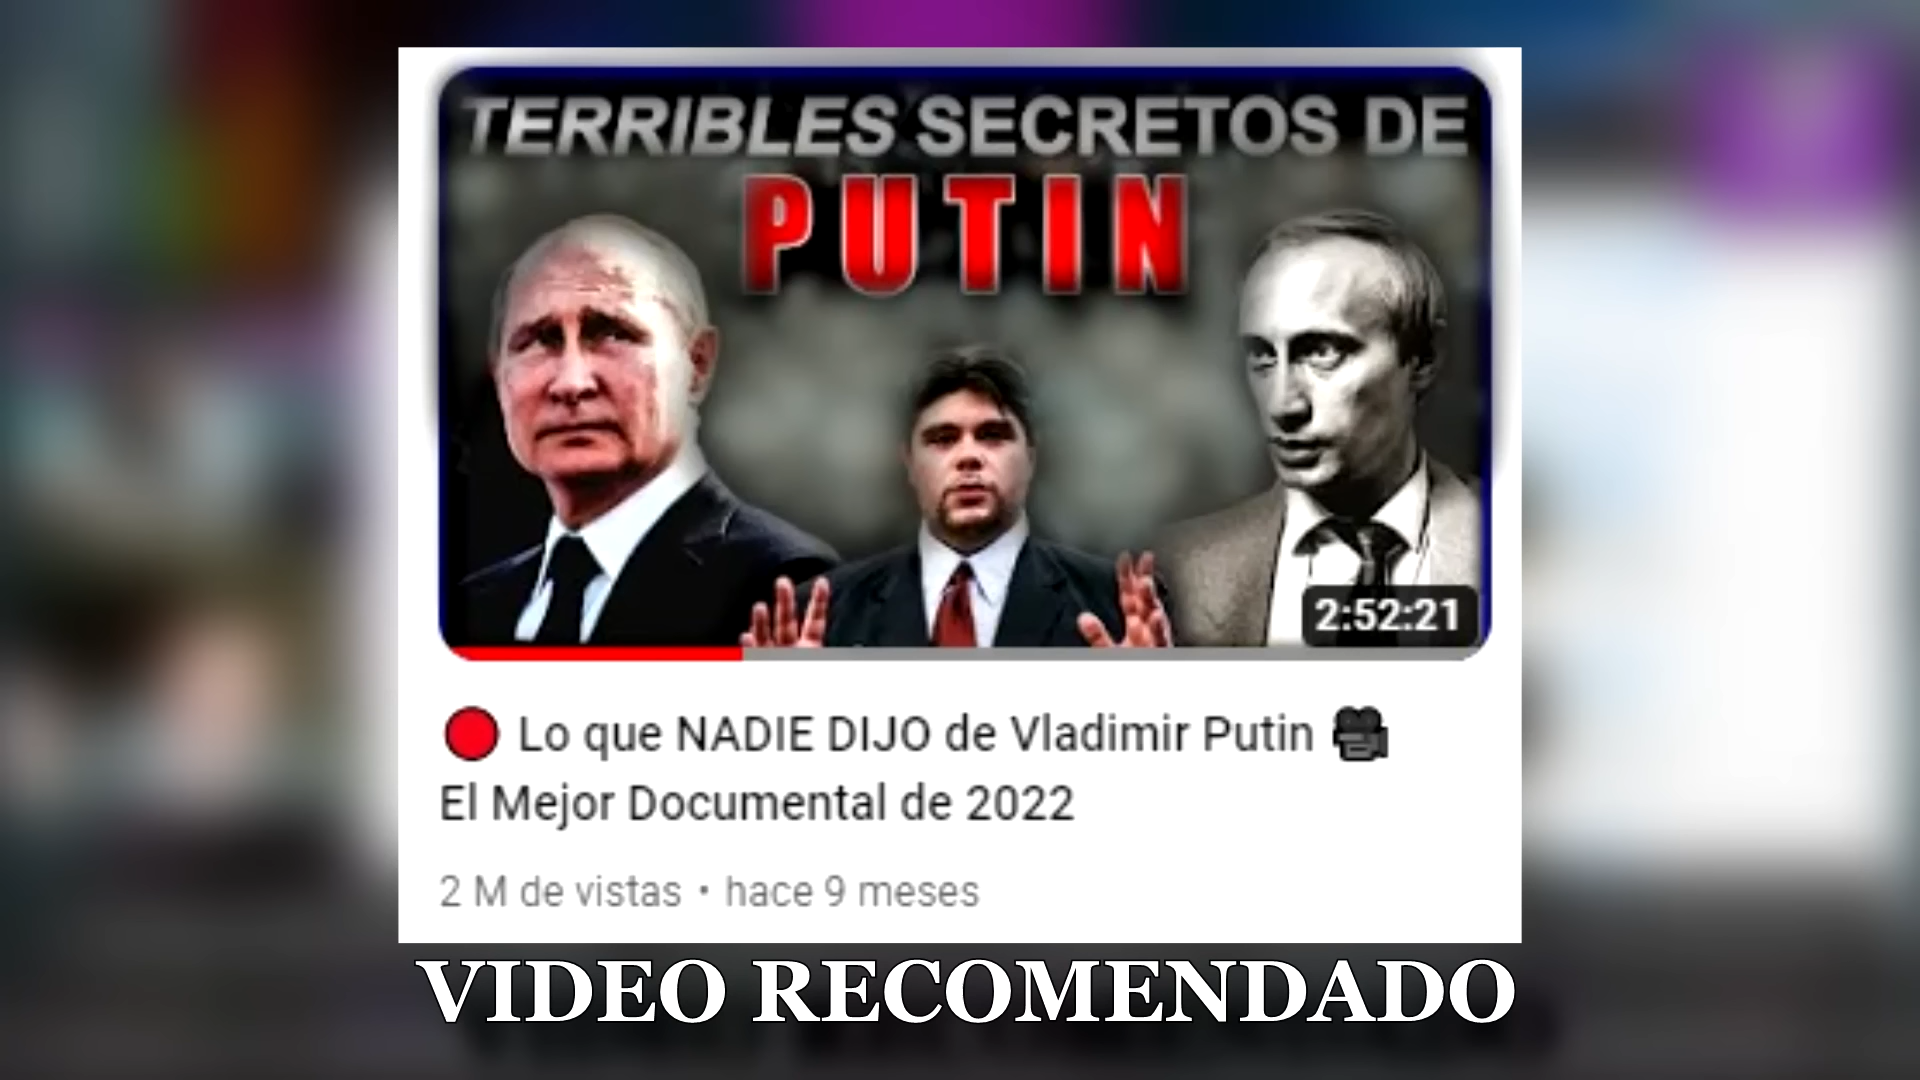 TERRIBLES SECRETOS DE
PUTIN
2:52:21
Lo que NADIE DIJO de Vladimir Putin
El Mejor Documental de 2022
2 M de vistas • hace 9 meses
VIDEO RECOMENDADO